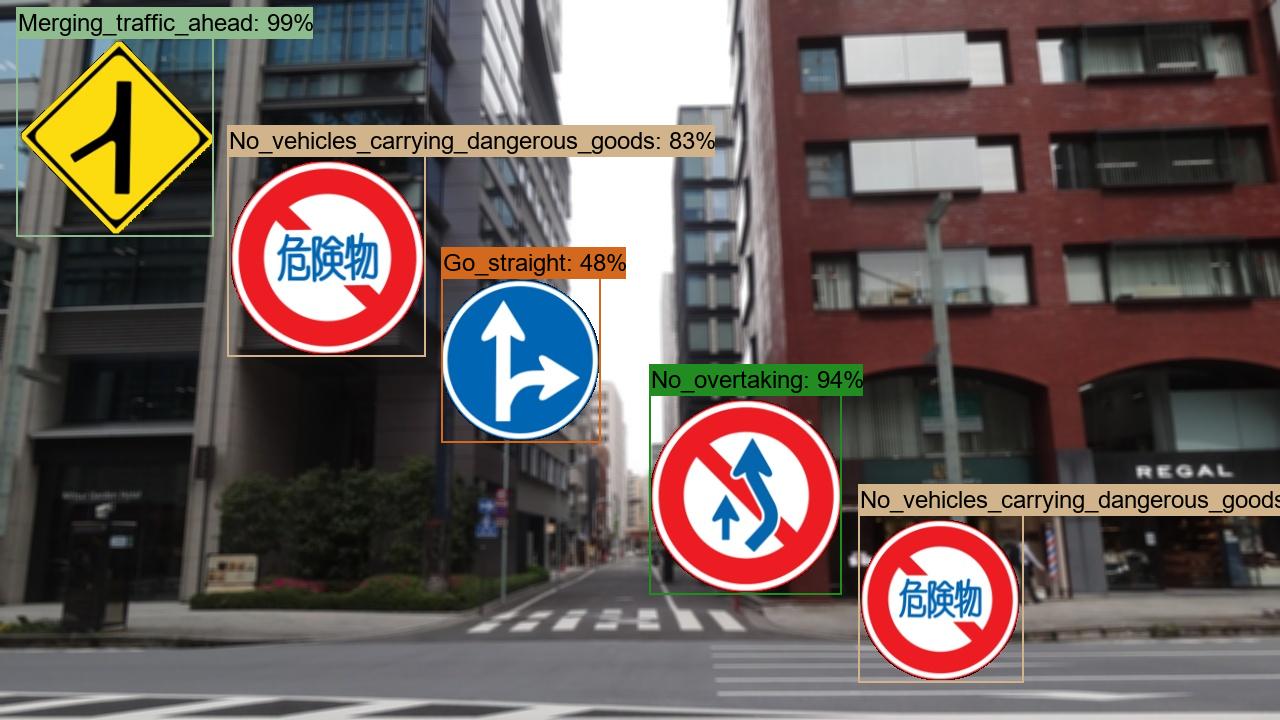 Merging_traffic_ahead: 99%
No_vehicles_carrying_dangerous_goods: 83%
危険物
Go_straight: 48%
No_overtaking: 94%
REGAL
No_vehicles_carrying_dangerous_goods
危険物